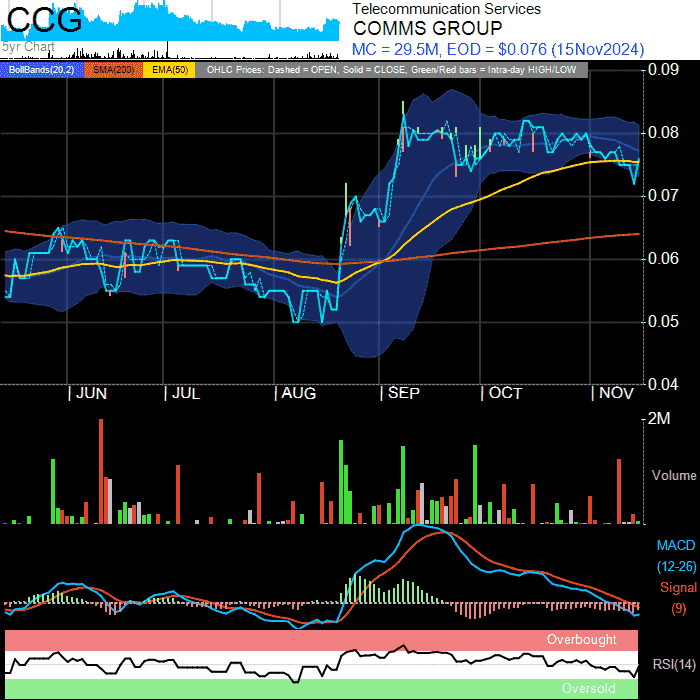 CCG
5yr Chart
Telecommunication Services
COMMS GROUP
MC = 29.5M, EOD = $0.076 (15Nov2024)
BollBands(20,2) SMA(200) EMA(50) OHLC Prices: Dashed = OPEN, Solid = CLOSE, Green/Red bars = Intra-day HIGH/LOW
0.09
0.08
0.07
0.06
0.05
0.04
JUN JUL AUG SEP OCT NOV
2M
Volume
MACD
(12-26)
Signal
(9)
Overbought
RSI(14)
Oversold